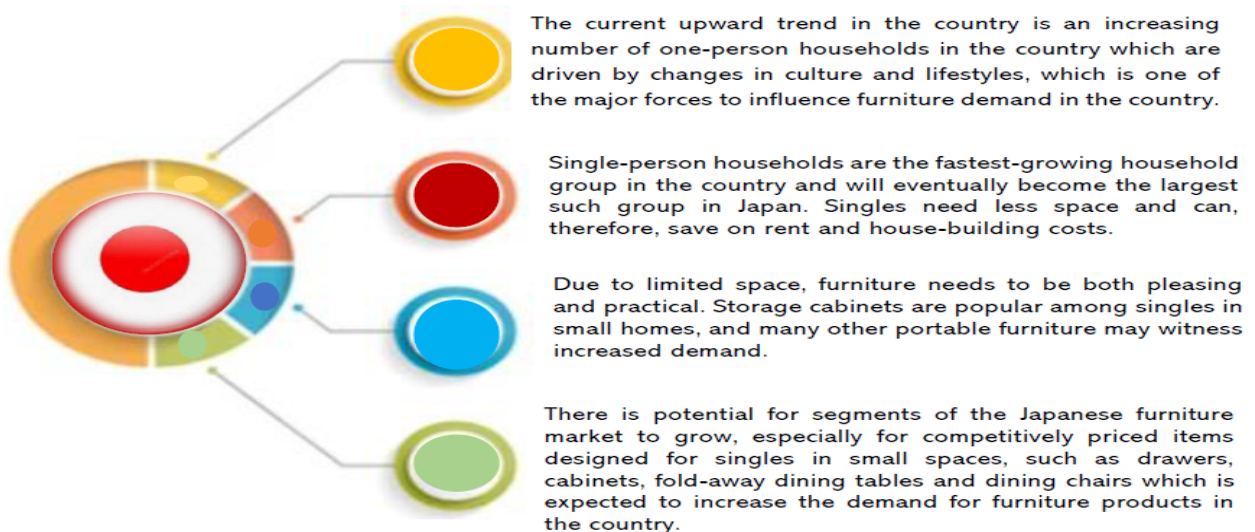 The current upward trend in the country is an increasing
number of one-person households in the country which are
driven by changes in culture and lifestyles, which is one of
the major forces to influence furniture demand in the country.
Single-person households are the fastest-growing household
group in the country and will eventually become the largest
such group in Japan. Singles need less space and can,
therefore, save on rent and house-building costs.
Due to limited space, furniture needs to be both pleasing
and practical. Storage cabinets are popular among singles in
small homes, and many other portable furniture may witness
increased demand.
There is potential for segments of the Japanese furniture
market to grow, especially for competitively priced items
designed for singles in small spaces, such as drawers,
cabinets, fold-away dining tables and dining chairs which is
expected to increase the demand for furniture products in
the country.